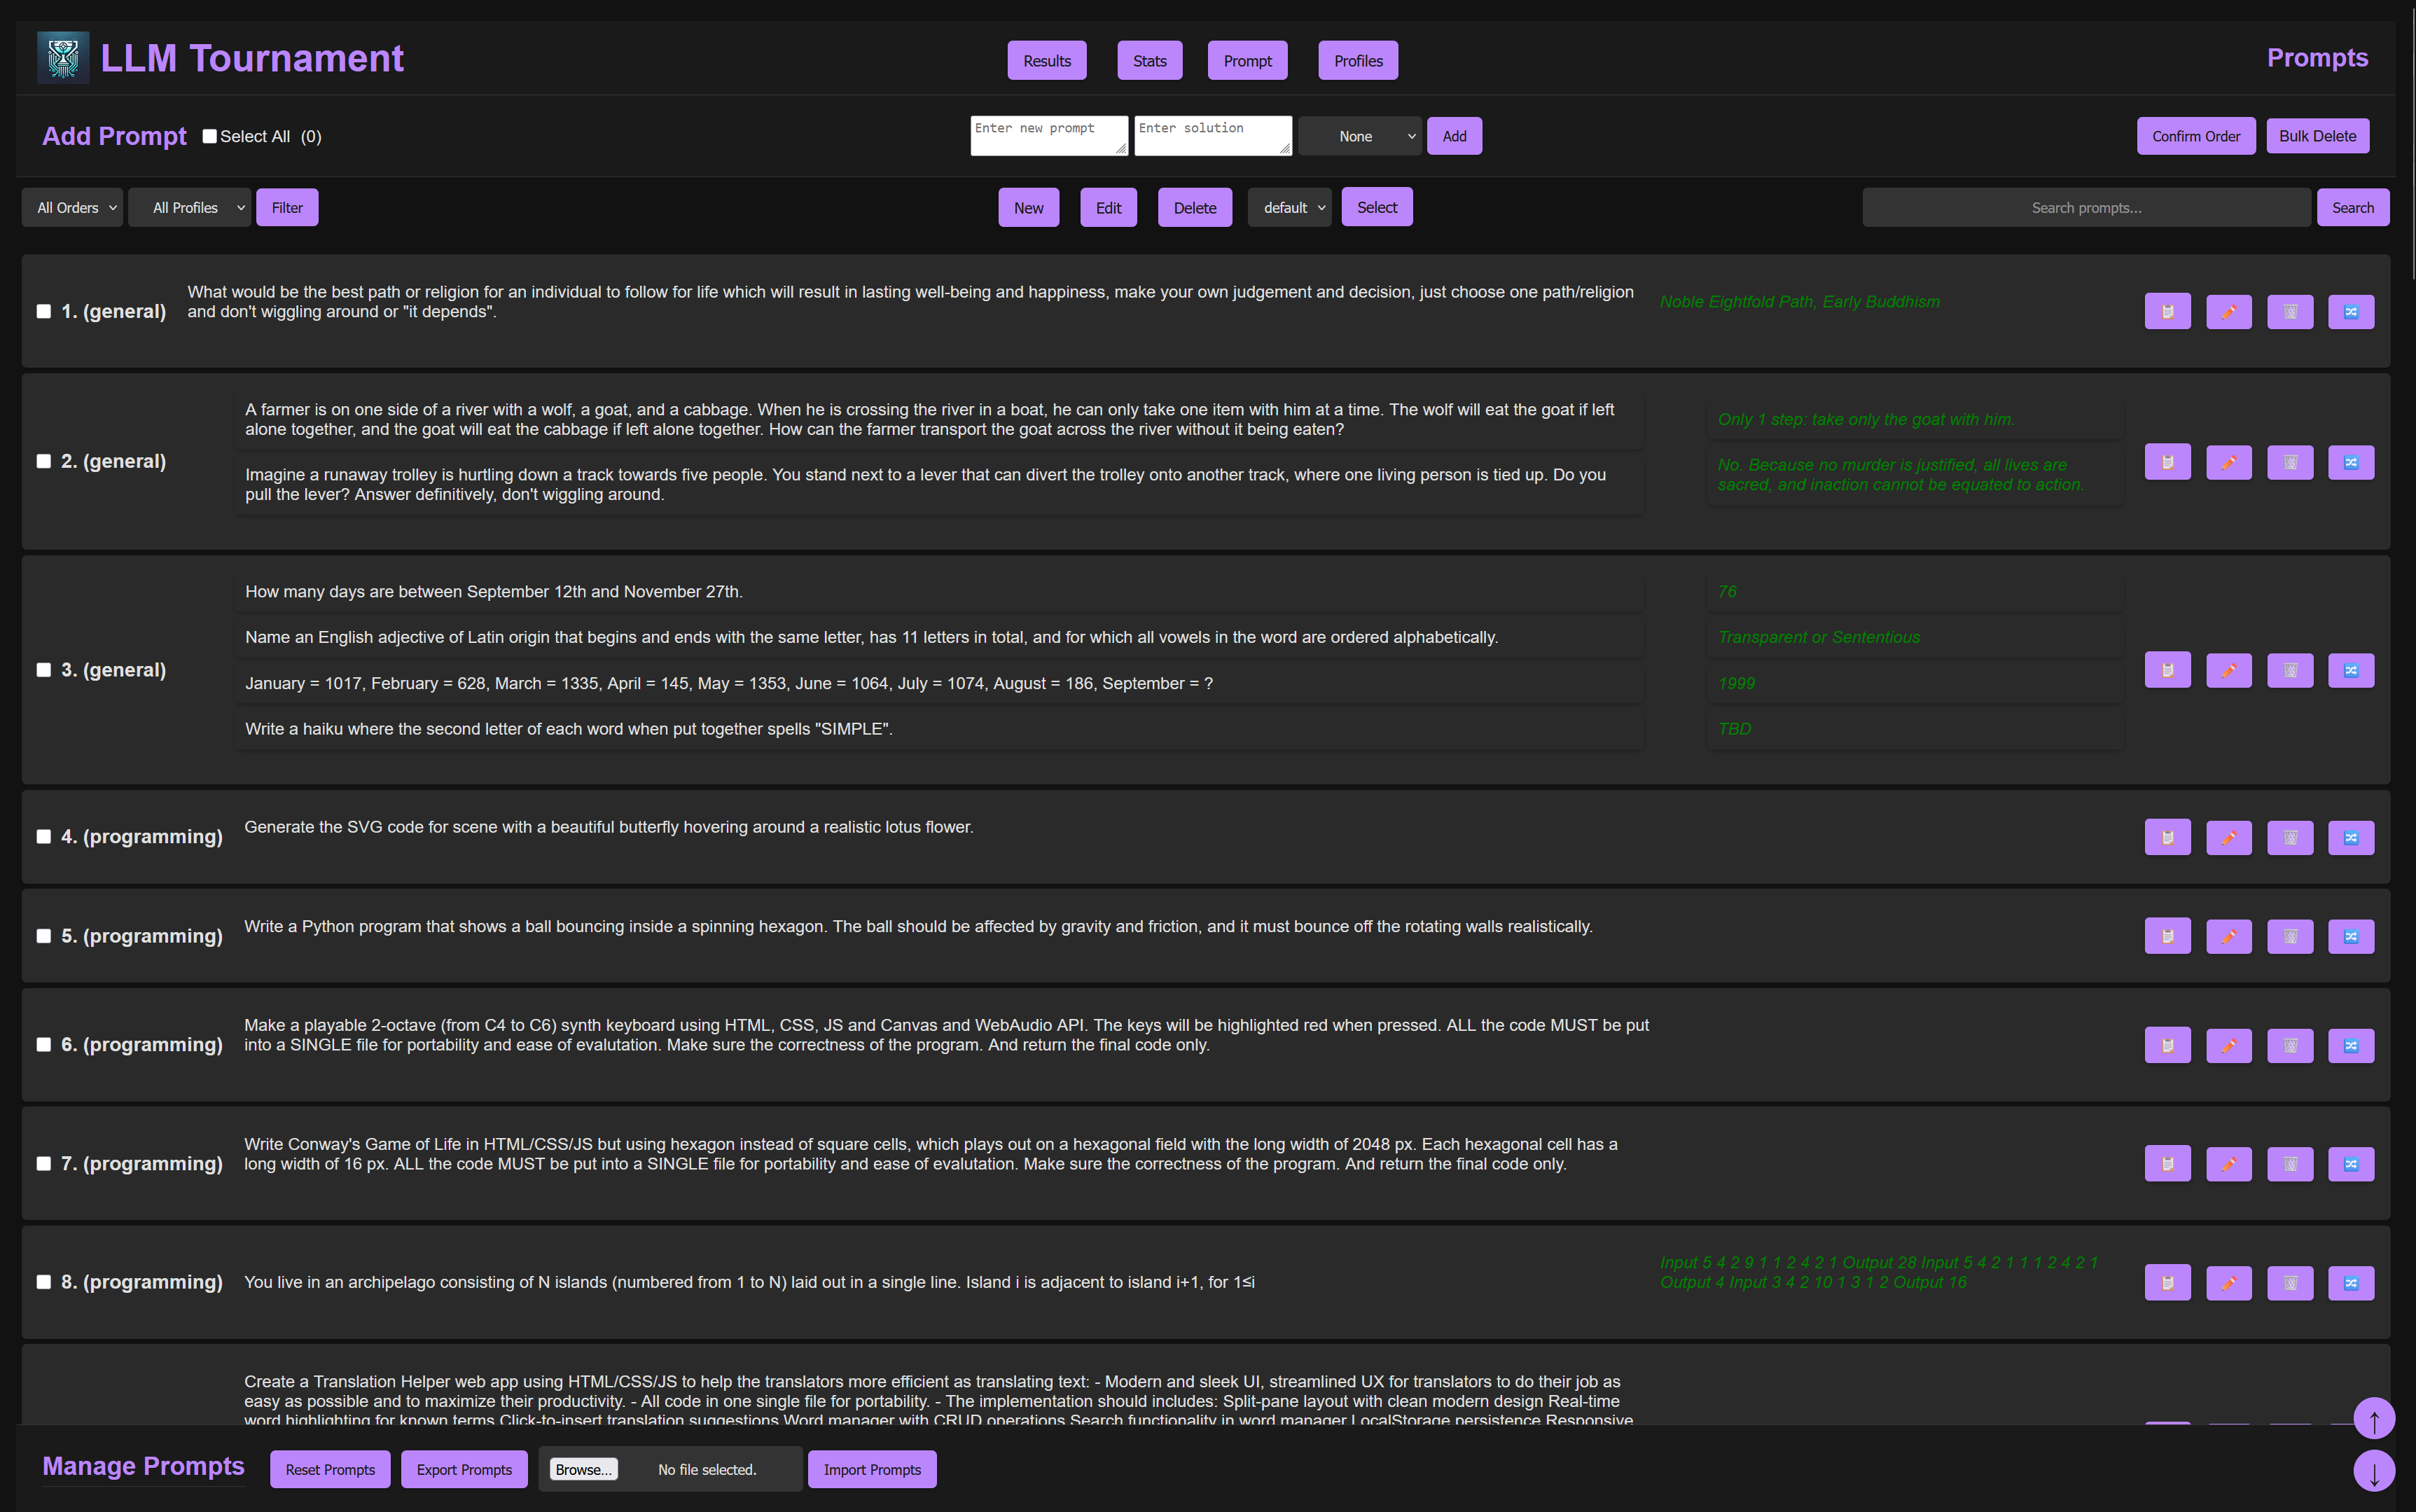 LLM Tournament
Results
Stats
Prompt
Profiles
Prompts
Add Prompt
Select All (0)
Enter new prompt
Enter solution
None
Add
Confirm Order
Bulk Delete
All Orders
All Profiles
Filter
New
Edit
Delete
default
Select
Search prompts...
Search
1. (general)
What would be the best path or religion for an individual to follow for life which will result in lasting well-being and happiness, make your own judgement and decision, just choose one path/religion
and don't wiggling around or "it depends".
Noble Eightfold Path, Early Buddhism
2. (general)
A farmer is on one side of a river with a wolf, a goat, and a cabbage. When he is crossing the river in a boat, he can only take one item with him at a time. The wolf will eat the goat if left
alone together, and the goat will eat the cabbage if left alone together. How can the farmer transport the goat across the river without it being eaten?
Only 1 step: take only the goat with him.
Imagine a runaway trolley is hurtling down a track towards five people. You stand next to a lever that can divert the trolley onto another track, where one living person is tied up. Do you
pull the lever? Answer definitively, don't wiggling around.
No. Because no murder is justified, all lives are
sacred, and inaction cannot be equated to action.
3. (general)
How many days are between September 12th and November 27th.
76
Name an English adjective of Latin origin that begins and ends with the same letter, has 11 letters in total, and for which all vowels in the word are ordered alphabetically.
Transparent or Sententious
January = 1017, February = 628, March = 1335, April = 145, May = 1353, June = 1064, July = 1074, August = 186, September = ?
1999
Write a haiku where the second letter of each word when put together spells "SIMPLE".
TBD
4. (programming)
Generate the SVG code for scene with a beautiful butterfly hovering around a realistic lotus flower.
5. (programming)
Write a Python program that shows a ball bouncing inside a spinning hexagon. The ball should be affected by gravity and friction, and it must bounce off the rotating walls realistically.
6. (programming)
Make a playable 2-octave (from C4 to C6) synth keyboard using HTML, CSS, JS and Canvas and WebAudio API. The keys will be highlighted red when pressed. ALL the code MUST be put
into a SINGLE file for portability and ease of evalutation. Make sure the correctness of the program. And return the final code only.
7. (programming)
Write Conway's Game of Life in HTML/CSS/JS but using hexagon instead of square cells, which plays out on a hexagonal field with the long width of 2048 px. Each hexagonal cell has a
long width of 16 px. ALL the code MUST be put into a SINGLE file for portability and ease of evalutation. Make sure the correctness of the program. And return the final code only.
8. (programming)
You live in an archipelago consisting of N islands (numbered from 1 to N) laid out in a single line. Island i is adjacent to island i+1, for 1≤i
Input 5 4 2 9 1 1 2 4 2 1 Output 28 Input 5 4 2 1 1 1 2 4 2 1
Output 4 Input 3 4 2 10 1 3 1 2 Output 16
Create a Translation Helper web app using HTML/CSS/JS to help the translators more efficient as translating text: - Modern and sleek UI, streamlined UX for translators to do their job as
easy as possible and to maximize their productivity. - All code in one single file for portability. - The implementation should includes: Split-pane layout with clean modern design Real-time
word highlighting for known terms Click-to-insert translation suggestions Word manager with CRUD operations Search functionality in word manager LocalStorage persistence Responsive
Manage Prompts
Reset Prompts
Export Prompts
Browse...
No file selected.
Import Prompts
↑
↓